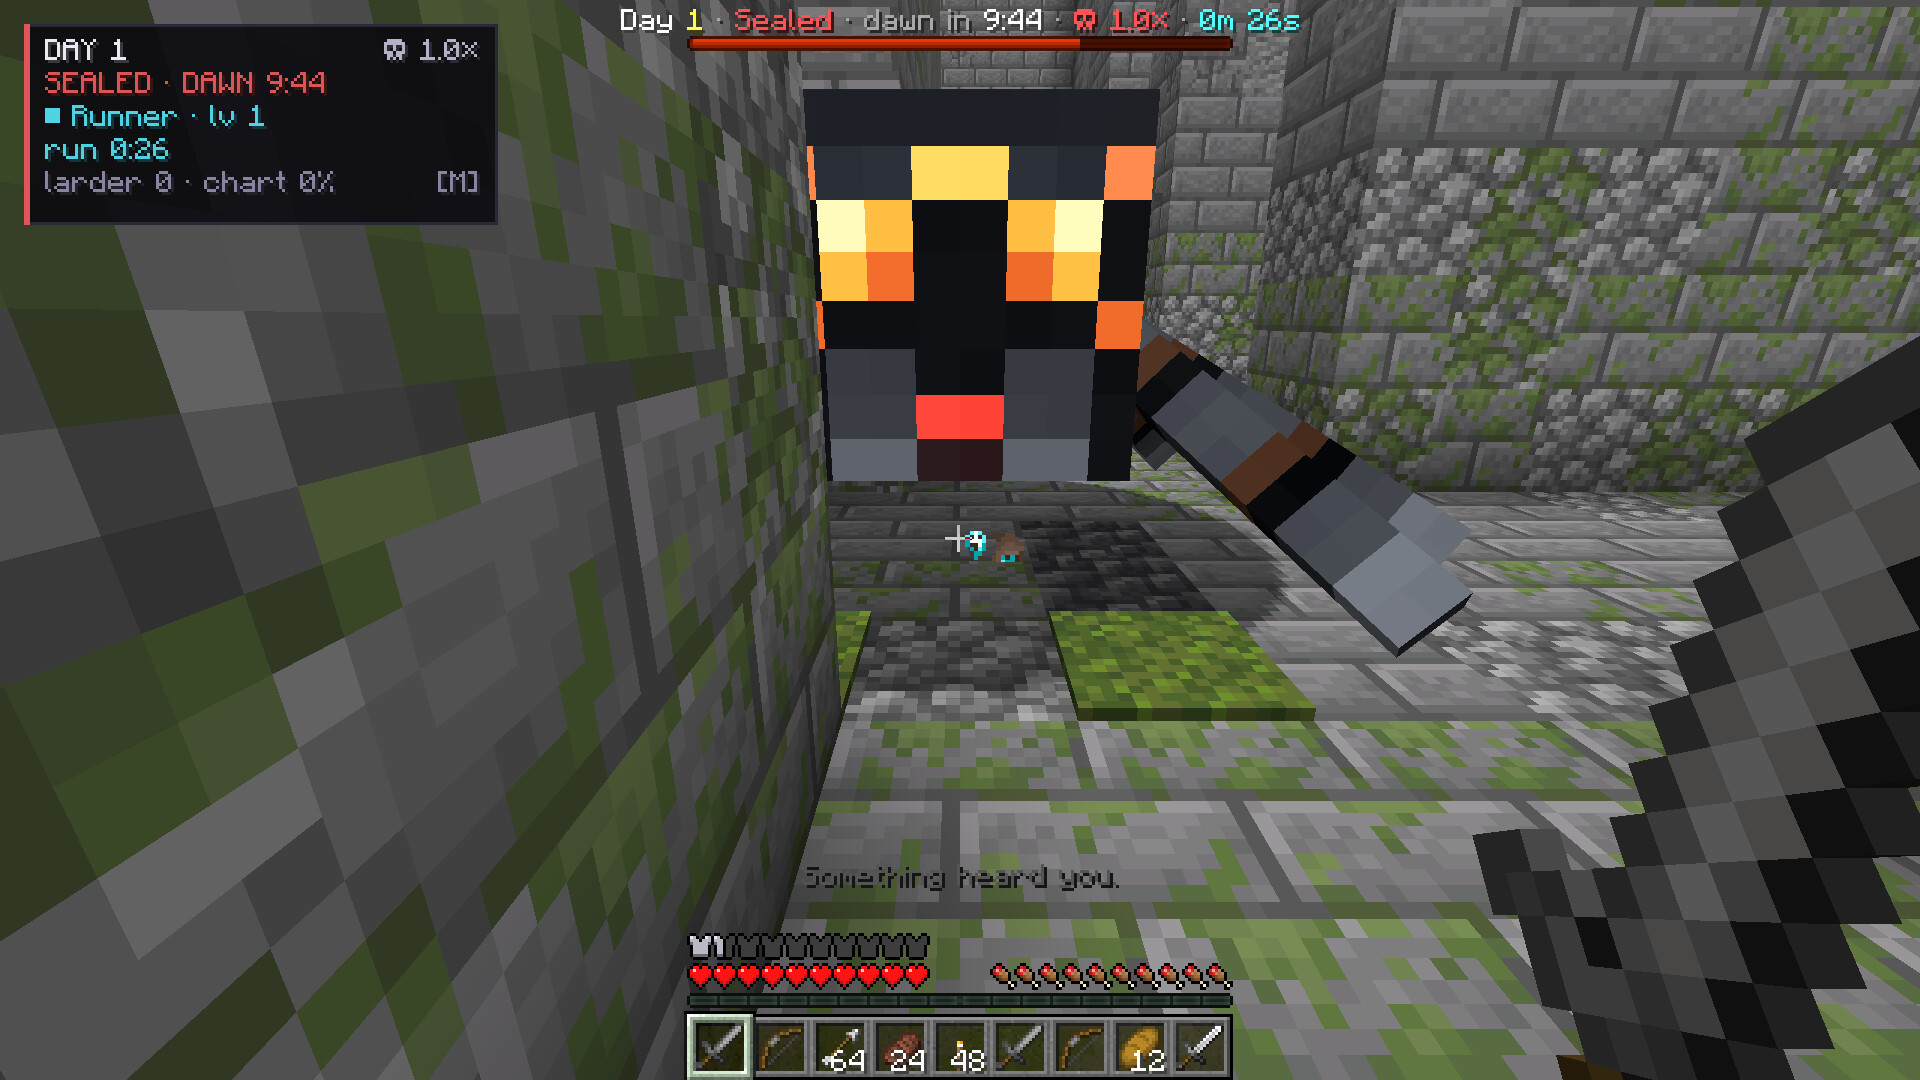 Day 1 · Sealed · dawn in 9:44 · 1.0x · 0m 26s
DAY 1 1.0x
SEALED · DAWN 9:44
Runner · lv 1
run 0:26
larder 0 · chart 0% [M]
Something heard you.
64 24 48 12